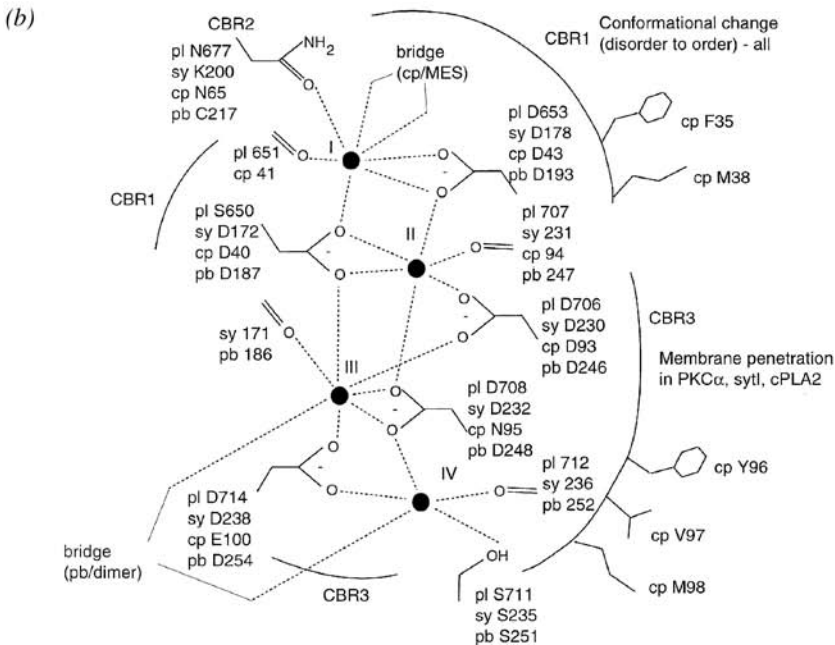 (b)
CBR2
pl N677
sy K200
cp N65
pb C217
NH2
O
bridge
(cp/MES)
CBR1
Conformational change
(disorder to order) - all
cp F35
cp M38
pl D653
sy D178
cp D43
pb D193
O
O
-
I
O
pl 651
cp 41
CBR1
pl S650
sy D172
cp D40
pb D187
O
O
-
II
O
pl 707
sy 231
cp 94
pb 247
O
O
-
pl D706
sy D230
cp D93
pb D246
CBR3
Membrane penetration
in PKCα, sytI, cPLA2
O
sy 171
pb 186
III
O
O
-
pl D708
sy D232
cp N95
pb D248
O
O
-
pl D714
sy D238
cp E100
pb D254
IV
O
pl 712
sy 236
pb 252
cp Y96
cp V97
cp M98
bridge
(pb/dimer)
CBR3
OH
pl S711
sy S235
pb S251